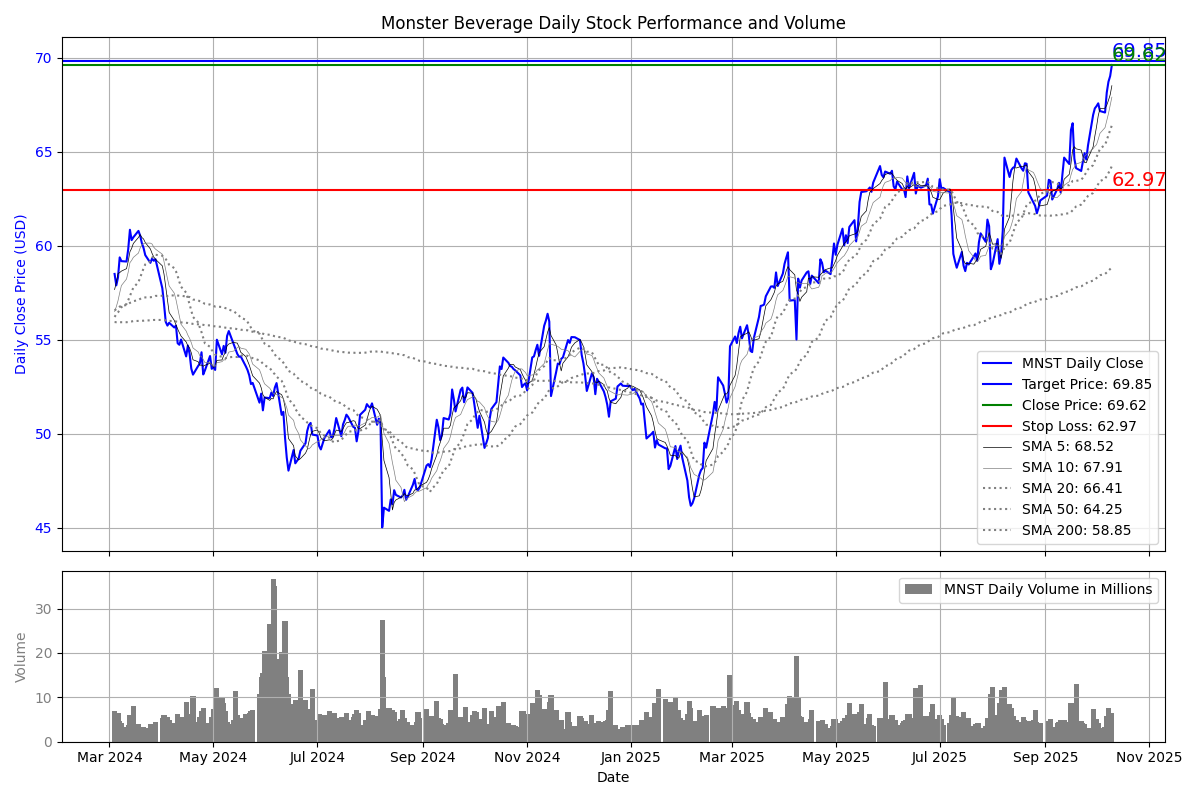 Monster Beverage Daily Stock Performance and Volume
69.85
69.62
70
65
62.97
60
55
50
45
Daily Close Price (USD)
MNST Daily Close
Target Price: 69.85
Close Price: 69.62
Stop Loss: 62.97
SMA 5: 68.52
SMA 10: 67.91
SMA 20: 66.41
SMA 50: 64.25
SMA 200: 58.85
MNST Daily Volume in Millions
30
20
10
0
Volume
Mar 2024 May 2024 Jul 2024 Sep 2024 Nov 2024 Jan 2025 Mar 2025 May 2025 Jul 2025 Sep 2025 Nov 2025
Date